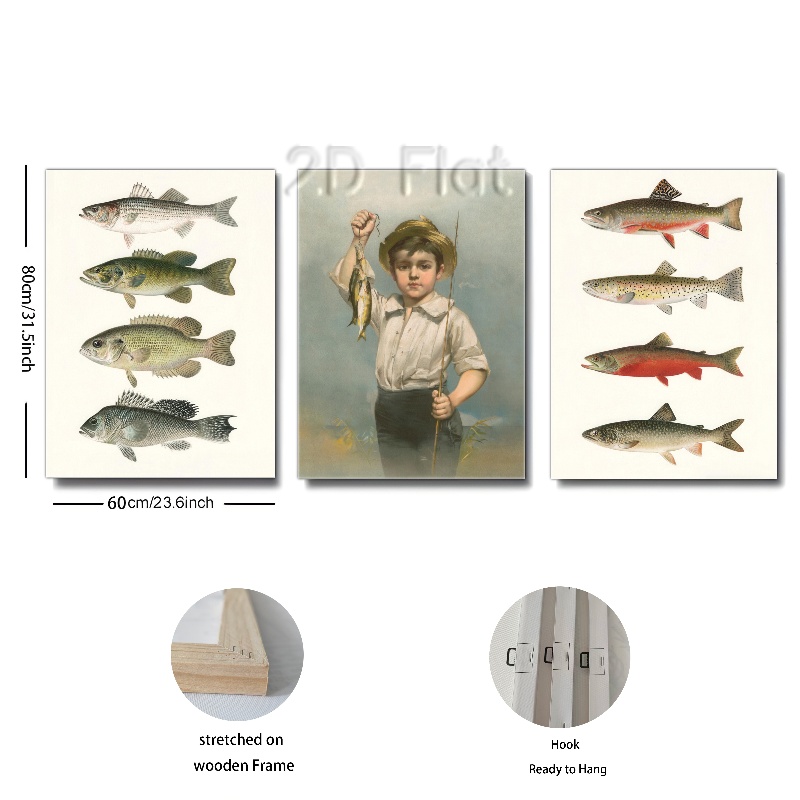 2D Flat
80cm/31.5inch
60cm/23.6inch
stretched on
wooden Frame
Hook
Ready to Hang